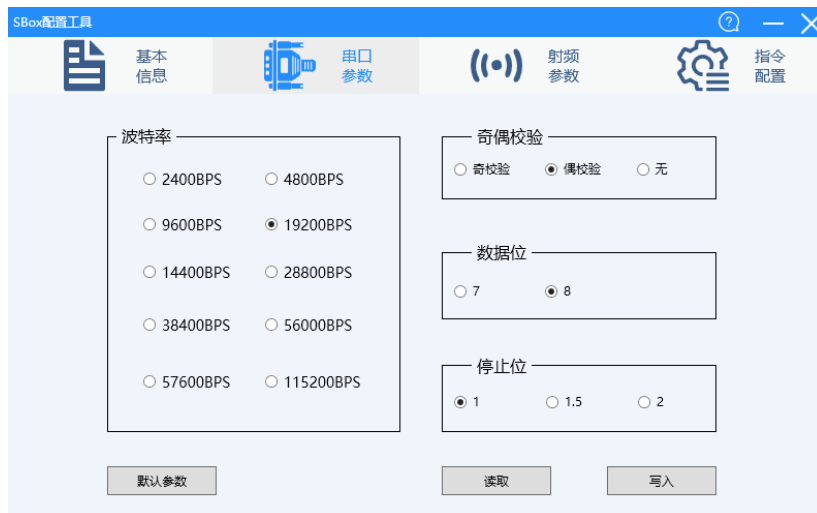 SBox配置工具
基本
信息
串口
参数
射频
参数
指令
配置
波特率
2400BPS
4800BPS
9600BPS
19200BPS
14400BPS
28800BPS
38400BPS
56000BPS
57600BPS
115200BPS
奇偶校验
奇校验
偶校验
无
数据位
7
8
停止位
1
1.5
2
默认参数
读取
写入